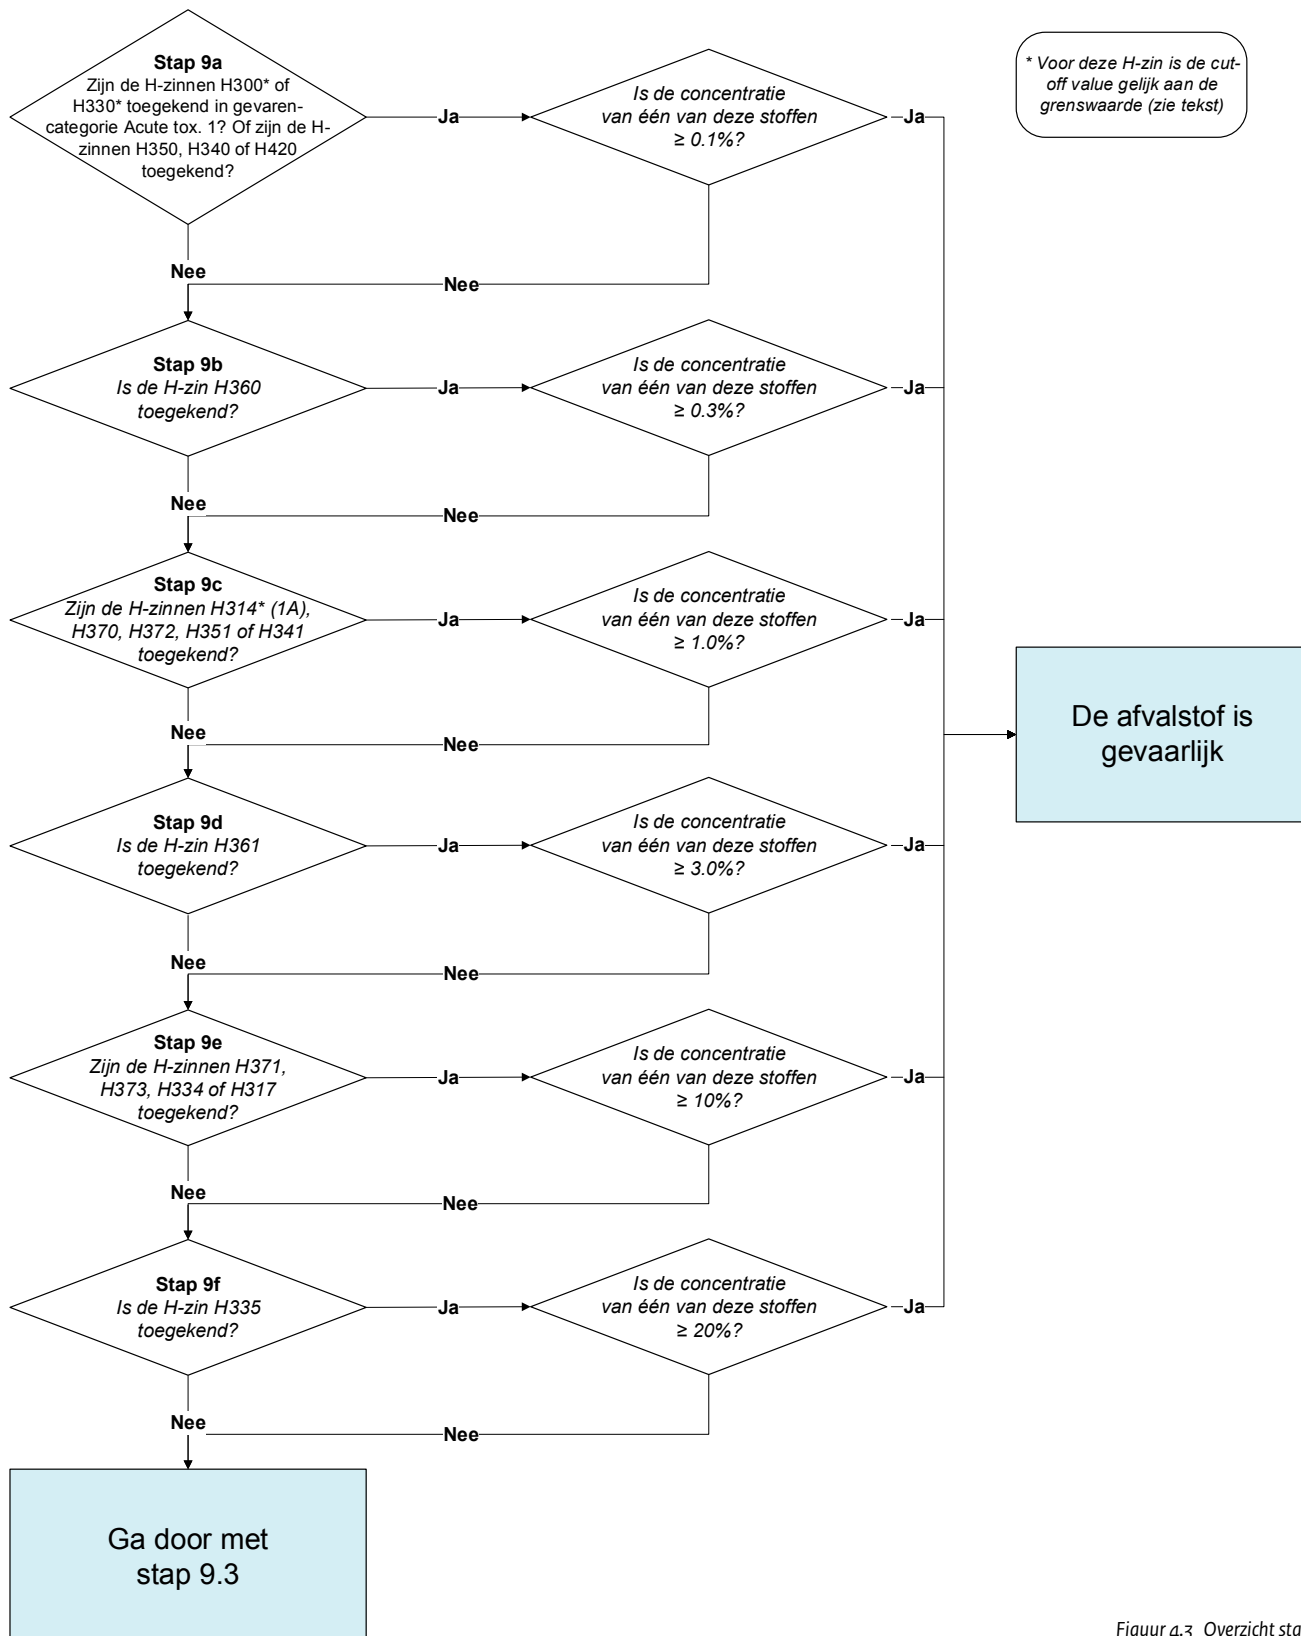 Stap 9a
Zijn de H-zinnen H300* of
H330* toegekend in gevaren-
categorie Acute tox. 1? Of zijn de H-
zinnen H350, H340 of H420
toegekend?
Ja
Is de concentratie
van één van deze stoffen
≥ 0.1%?
Ja
* Voor deze H-zin is de cut-
off value gelijk aan de
grenswaarde (zie tekst)
Nee
Nee
Stap 9b
Is de H-zin H360
toegekend?
Ja
Is de concentratie
van één van deze stoffen
≥ 0.3%?
Ja
Nee
Nee
Stap 9c
Zijn de H-zinnen H314* (1A),
H370, H372, H351 of H341
toegekend?
Ja
Is de concentratie
van één van deze stoffen
≥ 1.0%?
Ja
Nee
Nee
De afvalstof is
gevaarlijk
Stap 9d
Is de H-zin H361
toegekend?
Ja
Is de concentratie
van één van deze stoffen
≥ 3.0%?
Ja
Nee
Nee
Stap 9e
Zijn de H-zinnen H371,
H373, H334 of H317
toegekend?
Ja
Is de concentratie
van één van deze stoffen
≥ 10%?
Ja
Nee
Nee
Stap 9f
Is de H-zin H335
toegekend?
Ja
Is de concentratie
van één van deze stoffen
≥ 20%?
Ja
Nee
Nee
Ga door met
stap 9.3
Figuur 4.3 Overzicht sta